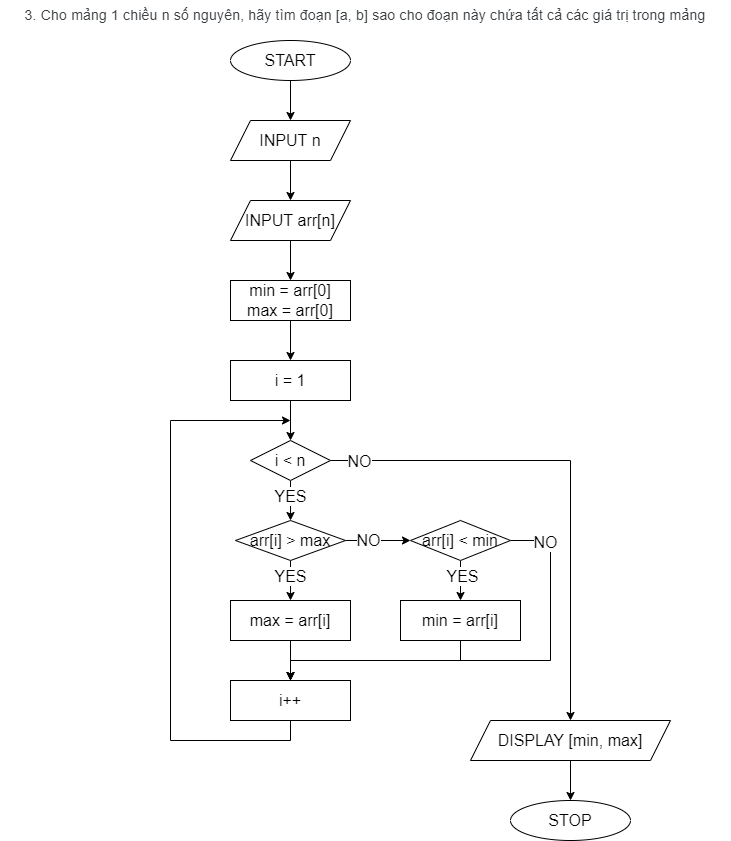 3. Cho mảng 1 chiều n số nguyên, hãy tìm đoạn [a, b] sao cho đoạn này chứa tất cả các giá trị trong mảng
START
INPUT n
INPUT arr[n]
min = arr[0]
max = arr[0]
i = 1
i < n
NO
YES
arr[i] > max
NO
arr[i] < min
NO
YES
YES
max = arr[i]
min = arr[i]
i++
DISPLAY [min, max]
STOP